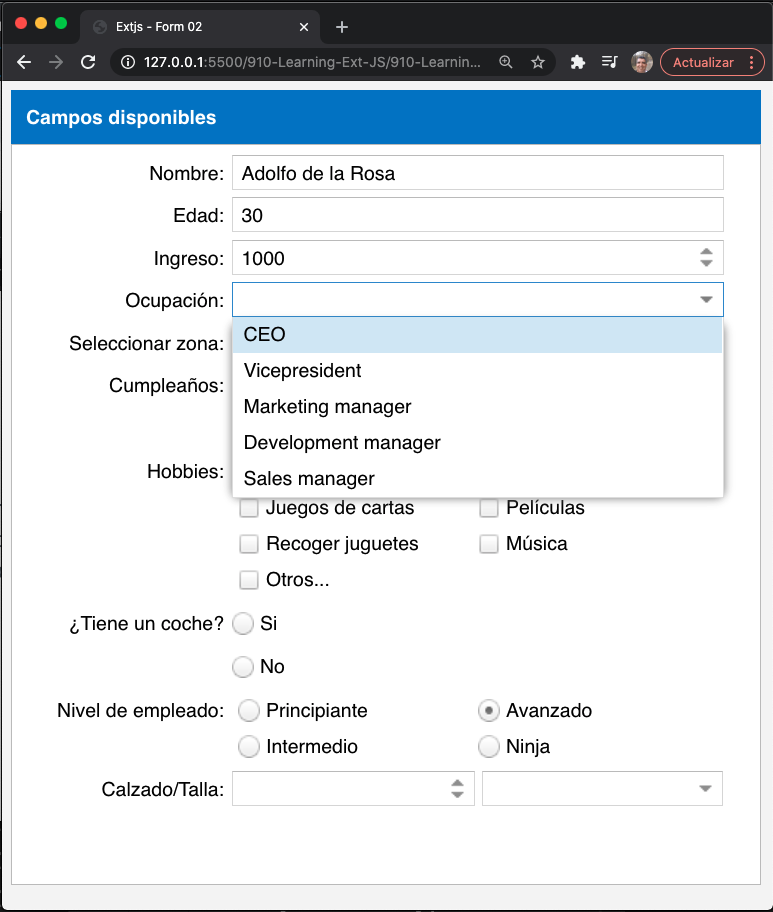 Extjs - Form 02
127.0.0.1:5500/910-Learning-Ext-JS/910-Learnin...
Actualizar
Campos disponibles
Nombre: Adolfo de la Rosa
Edad: 30
Ingreso: 1000
Ocupación:
CEO
Seleccionar zona:
Vicepresident
Cumpleaños:
Marketing manager
Development manager
Hobbies:
Sales manager
Juegos de cartas Películas
Recoger juguetes Música
Otros...
¿Tiene un coche? Si
No
Nivel de empleado: Principiante Avanzado
Intermedio Ninja
Calzado/Talla: